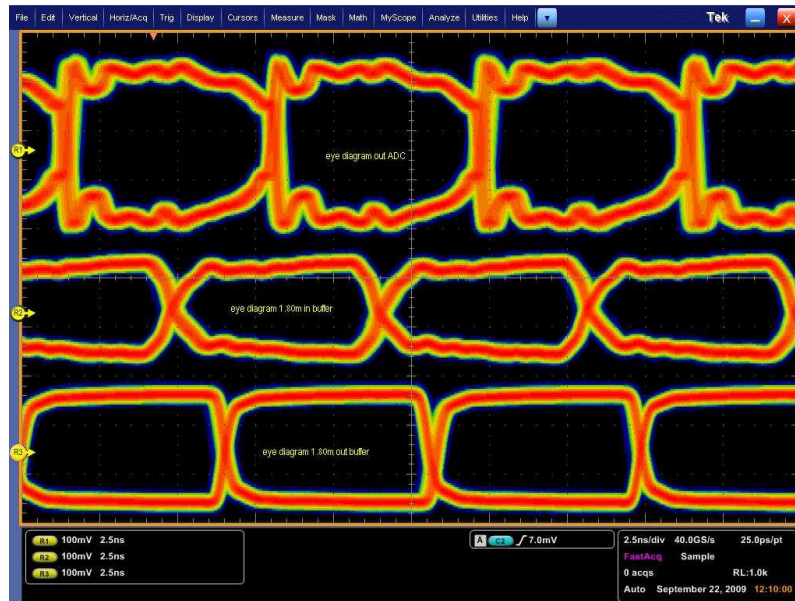 File Edit Vertical Horiz/Acq Trig Display Cursors Measure Mask Math MyScope Analyze Utilities Help Tek X
R1
eye diagram out ADC
R2
eye diagram 1.80m in buffer
R3
eye diagram 1.80m out buffer
R1 100mV 2.5ns
R2 100mV 2.5ns
R3 100mV 2.5ns
A C2 7.0mV
2.5ns/div 40.0GS/s 25.0ps/pt
FastAcq Sample
0 acqs RL:1.0k
Auto September 22, 2009 12:10:00